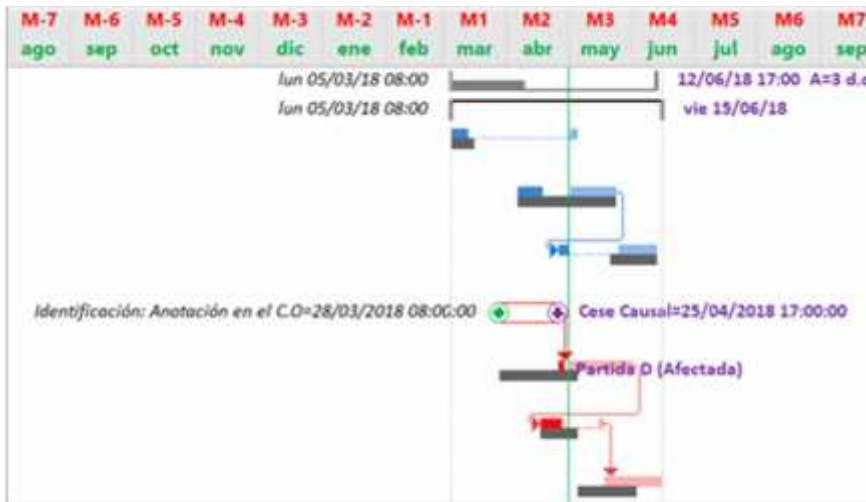 M-7 M-6 M-5 M-4 M-3 M-2 M-1 M1 M2 M3 M4 M5 M6 M7
ago sep oct nov dic ene feb mar abr may jun jul ago sep
lun 05/03/18 08:00 12/06/18 17:00 A=3 d.c
lun 05/03/18 08:00 vie 15/06/18
Identificación: Anotación en el C.O=28/03/2018 08:00:00 Cese Causal=25/04/2018 17:00:00
Partida D (Afectada)